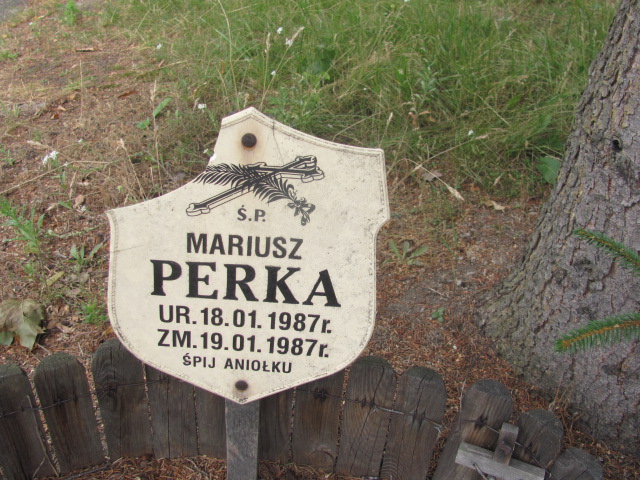 Ś.P.
MARIUSZ
PERKA
UR. 18.01.1987r.
ZM. 19.01.1987r.
ŚPIJ ANIOŁKU